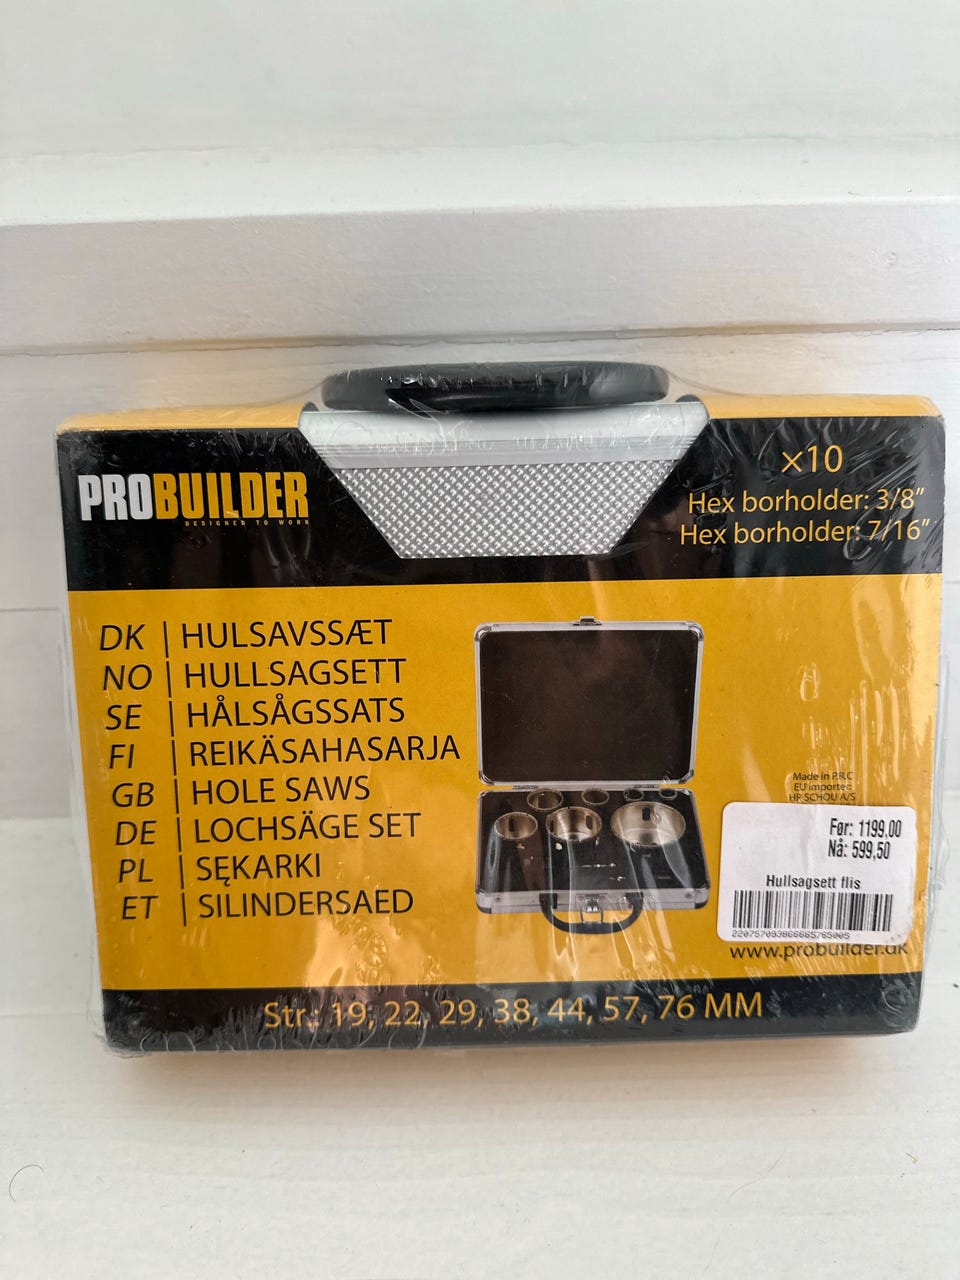 PROBUILDER
DESIGNED TO WORK
x10
Hex borholder: 3/8"
Hex borholder: 7/16"
DK | HULSAVSSÆT
NO | HULLSAGSETT
SE | HÅLSÅGSSATS
FI | REIKÄSAHASARJA
GB | HOLE SAWS
DE | LOCHSÄGE SET
PL | SĘKARKI
ET | SILINDERSAED
Made in P.R.C
EU importer:
HP SCHOU A/S
Før: 1199,00
Nå: 599,50
Hullsagsett flis
www.probuilder.dk
Str.: 19, 22, 29, 38, 44, 57, 76 MM